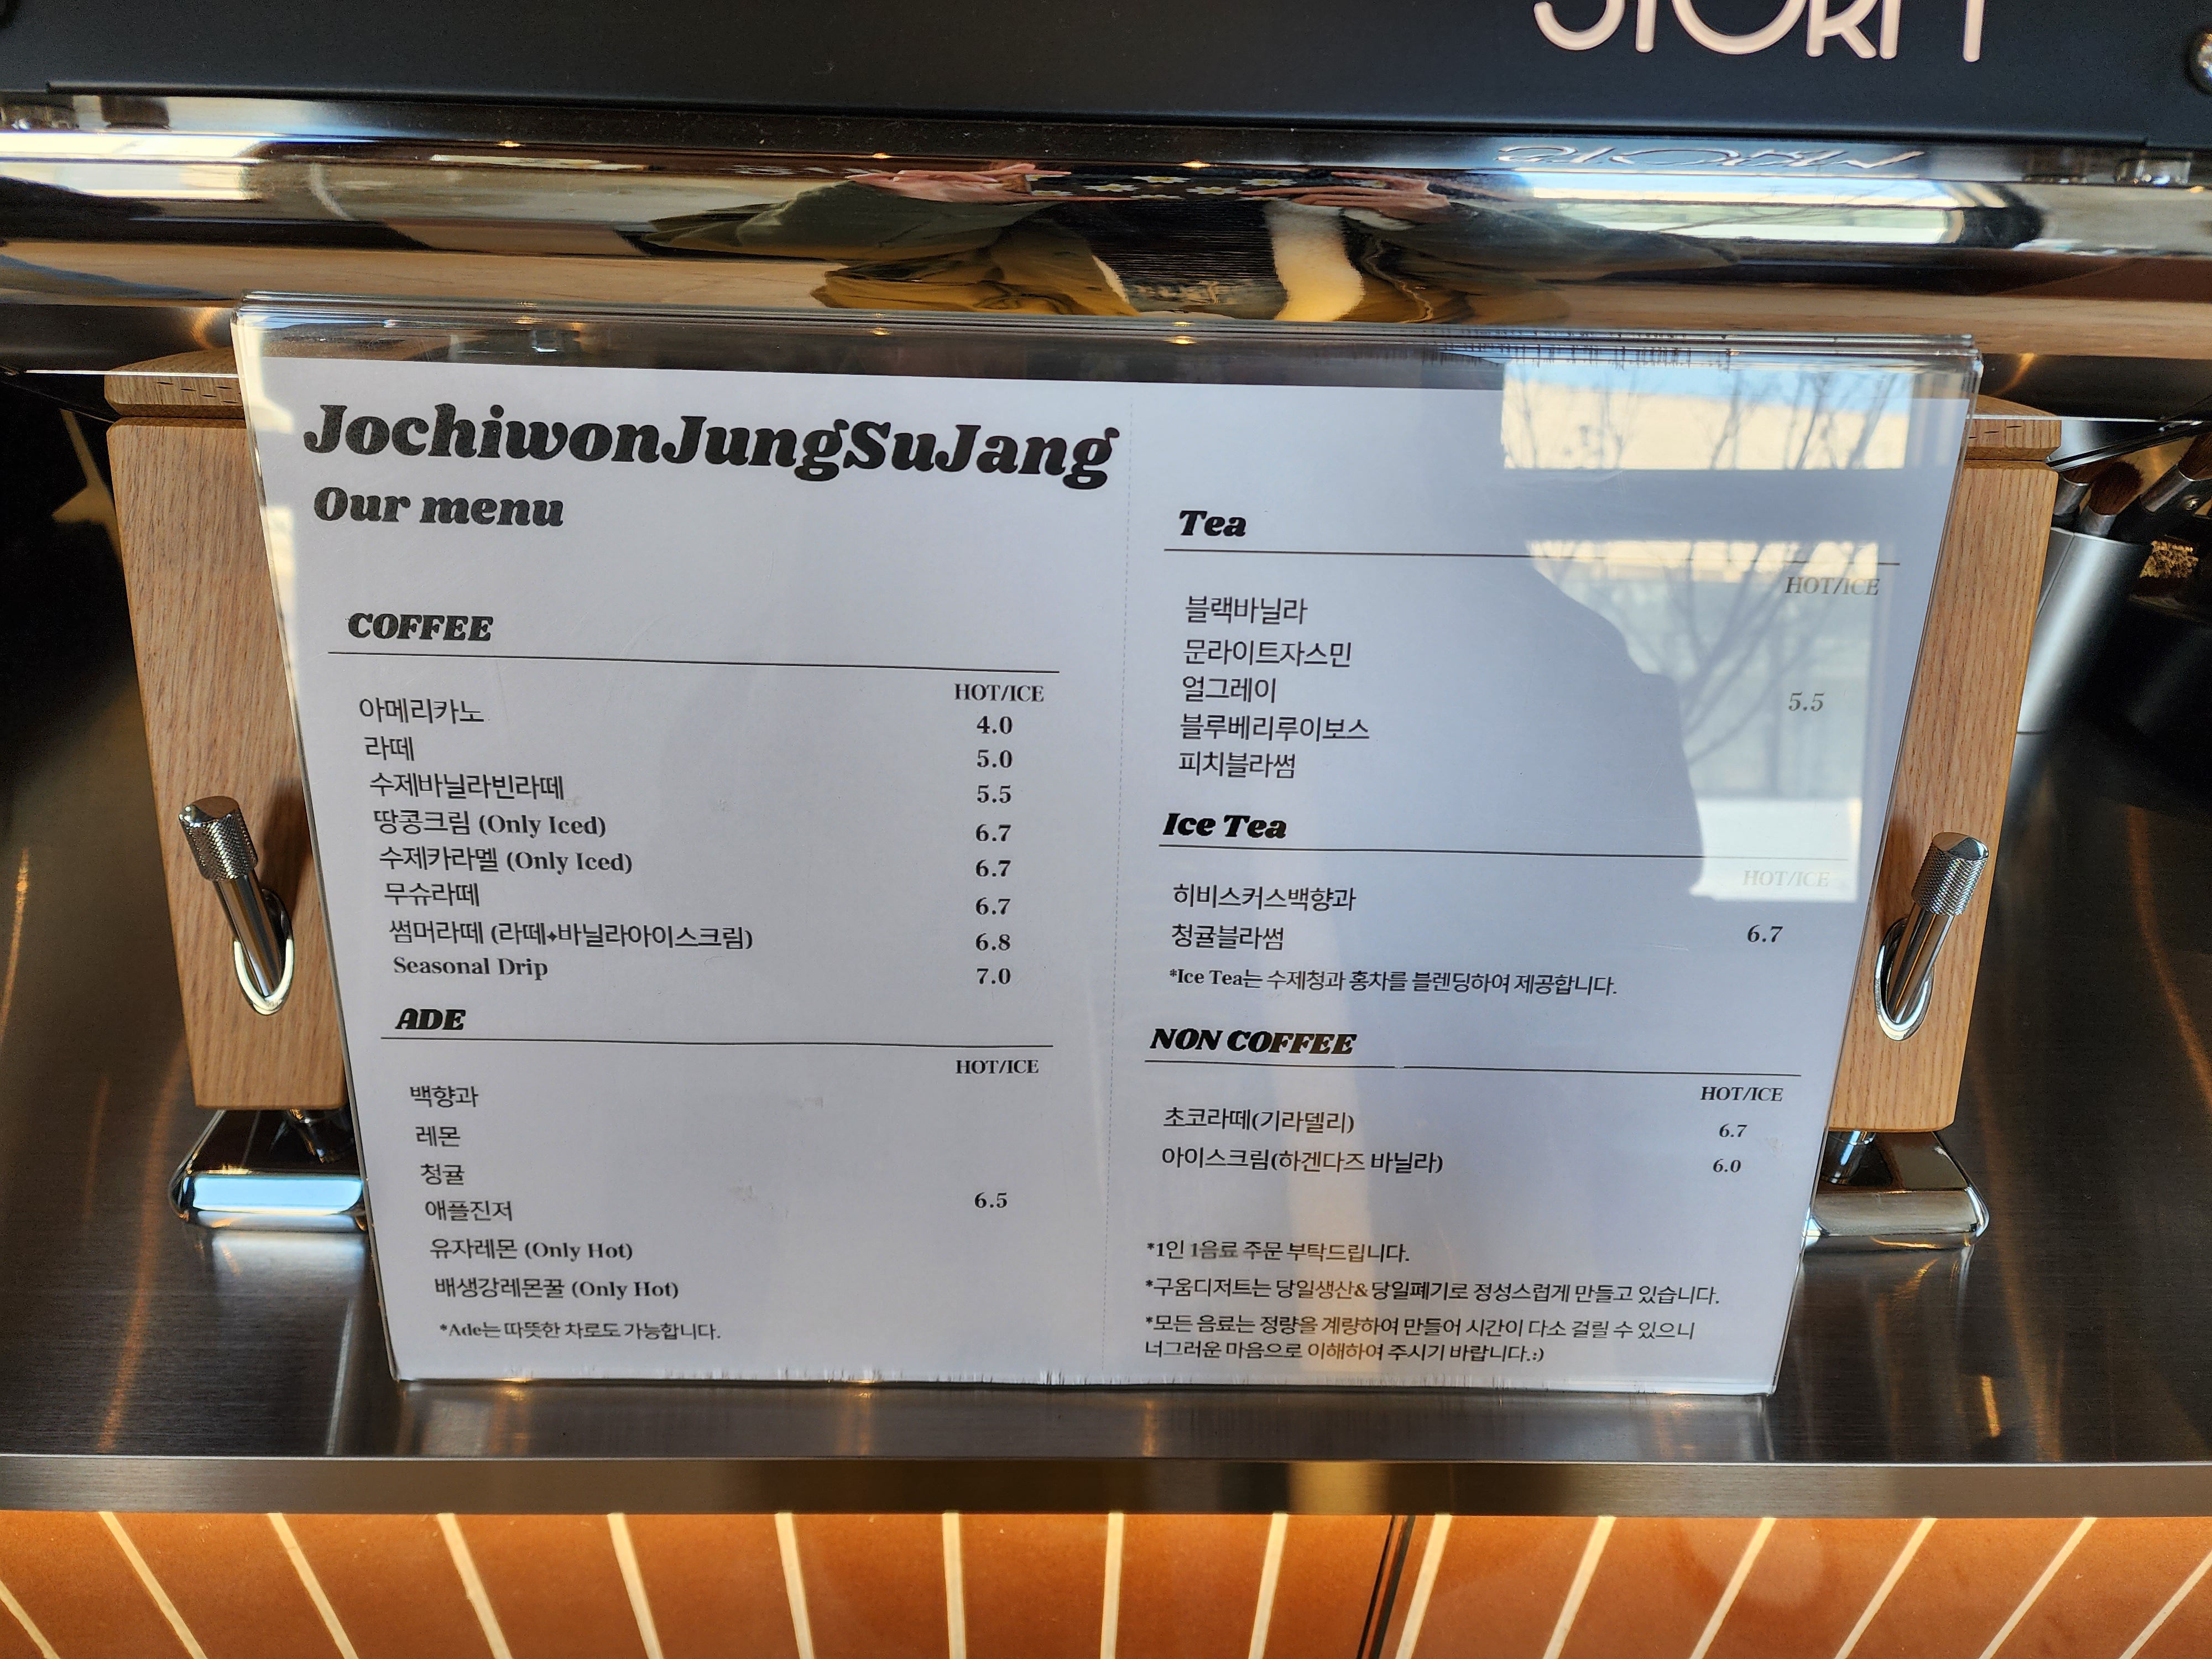 JochiwonJungSuJang
Our menu
COFFEE
HOT/ICE
아메리카노 4.0
라떼 5.0
수제바닐라빈라떼 5.5
땅콩크림 (Only Iced) 6.7
수제카라멜 (Only Iced) 6.7
무슈라떼 6.7
썸머라떼 (라떼+바닐라아이스크림) 6.8
Seasonal Drip 7.0
ADE
HOT/ICE
백향과
레몬
청귤
애플진저 6.5
유자레몬 (Only Hot)
배생강레몬꿀 (Only Hot)
*Ade는 따뜻한 차로도 가능합니다.
Tea
HOT/ICE
블랙바닐라
문라이트자스민
얼그레이 5.5
블루베리루이보스
피치블라썸
Ice Tea
HOT/ICE
히비스커스백향과
청귤블라썸 6.7
*Ice Tea는 수제청과 홍차를 블렌딩하여 제공합니다.
NON COFFEE
HOT/ICE
초코라떼(기라델리) 6.7
아이스크림(하겐다즈 바닐라) 6.0
*1인 1음료 주문 부탁드립니다.
*구움디저트는 당일생산&당일폐기로 정성스럽게 만들고 있습니다.
*모든 음료는 정량을 계량하여 만들어 시간이 다소 걸릴 수 있으니
너그러운 마음으로 이해하여 주시기 바랍니다.:)